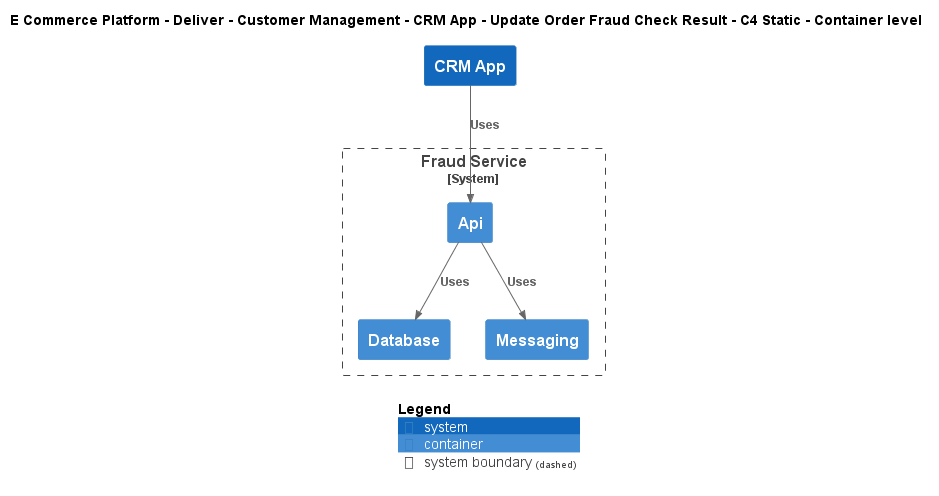 E Commerce Platform - Deliver - Customer Management - CRM App - Update Order Fraud Check Result - C4 Static - Container level
CRM App
Uses
Fraud Service
[System]
Api
Uses
Uses
Database
Messaging
Legend
system
container
system boundary (dashed)